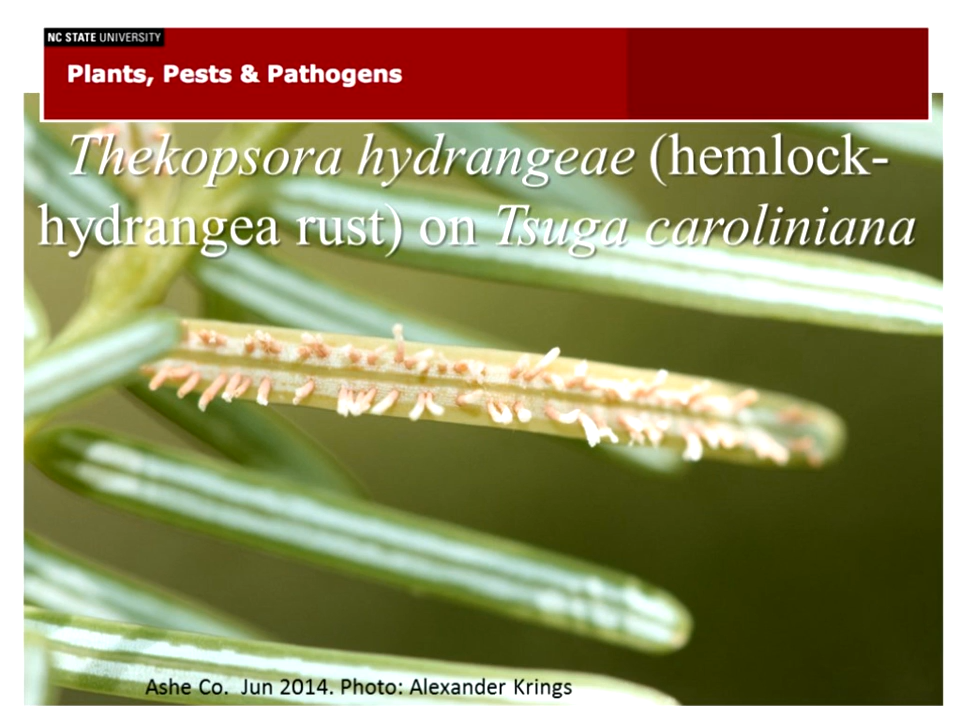 NC STATE UNIVERSITY
Plants, Pests & Pathogens
Thekopsora hydrangeae (hemlock-
hydrangea rust) on Tsuga caroliniana
Ashe Co.  Jun 2014. Photo: Alexander Krings